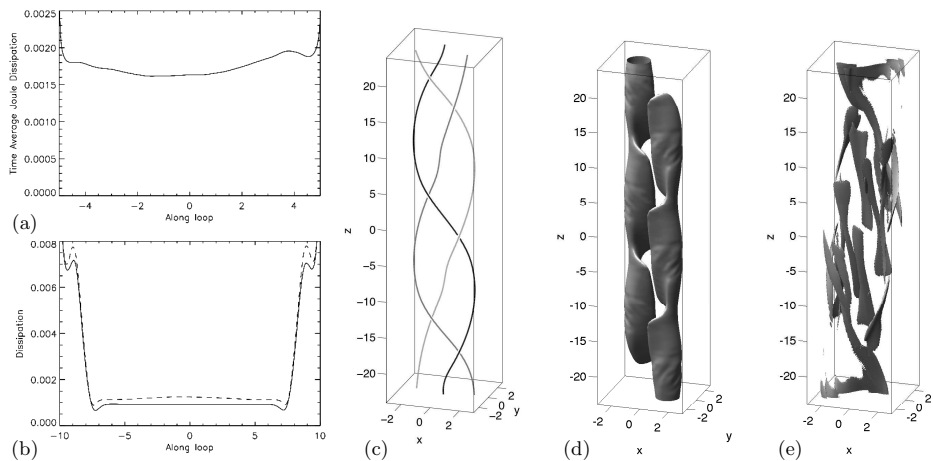 0.0025
0.0020
0.0015
0.0010
0.0005
0.0000
Time Average Joule Dissipation
−4 −2 0 2 4
Along loop
(a)
0.008
0.006
0.004
0.002
0.000
Dissipation
−10 −5 0 5 10
Along loop
(b)
20
15
10
5
0
−5
−10
−15
−20
z
−2 0 2
x
−2 0 2
y
(c)
20
15
10
5
0
−5
−10
−15
−20
z
−2 0 2
x
−2 0 2
y
(d)
20
15
10
5
0
−5
−10
−15
−20
z
−2 0 2
x
−2 0 2
(e)